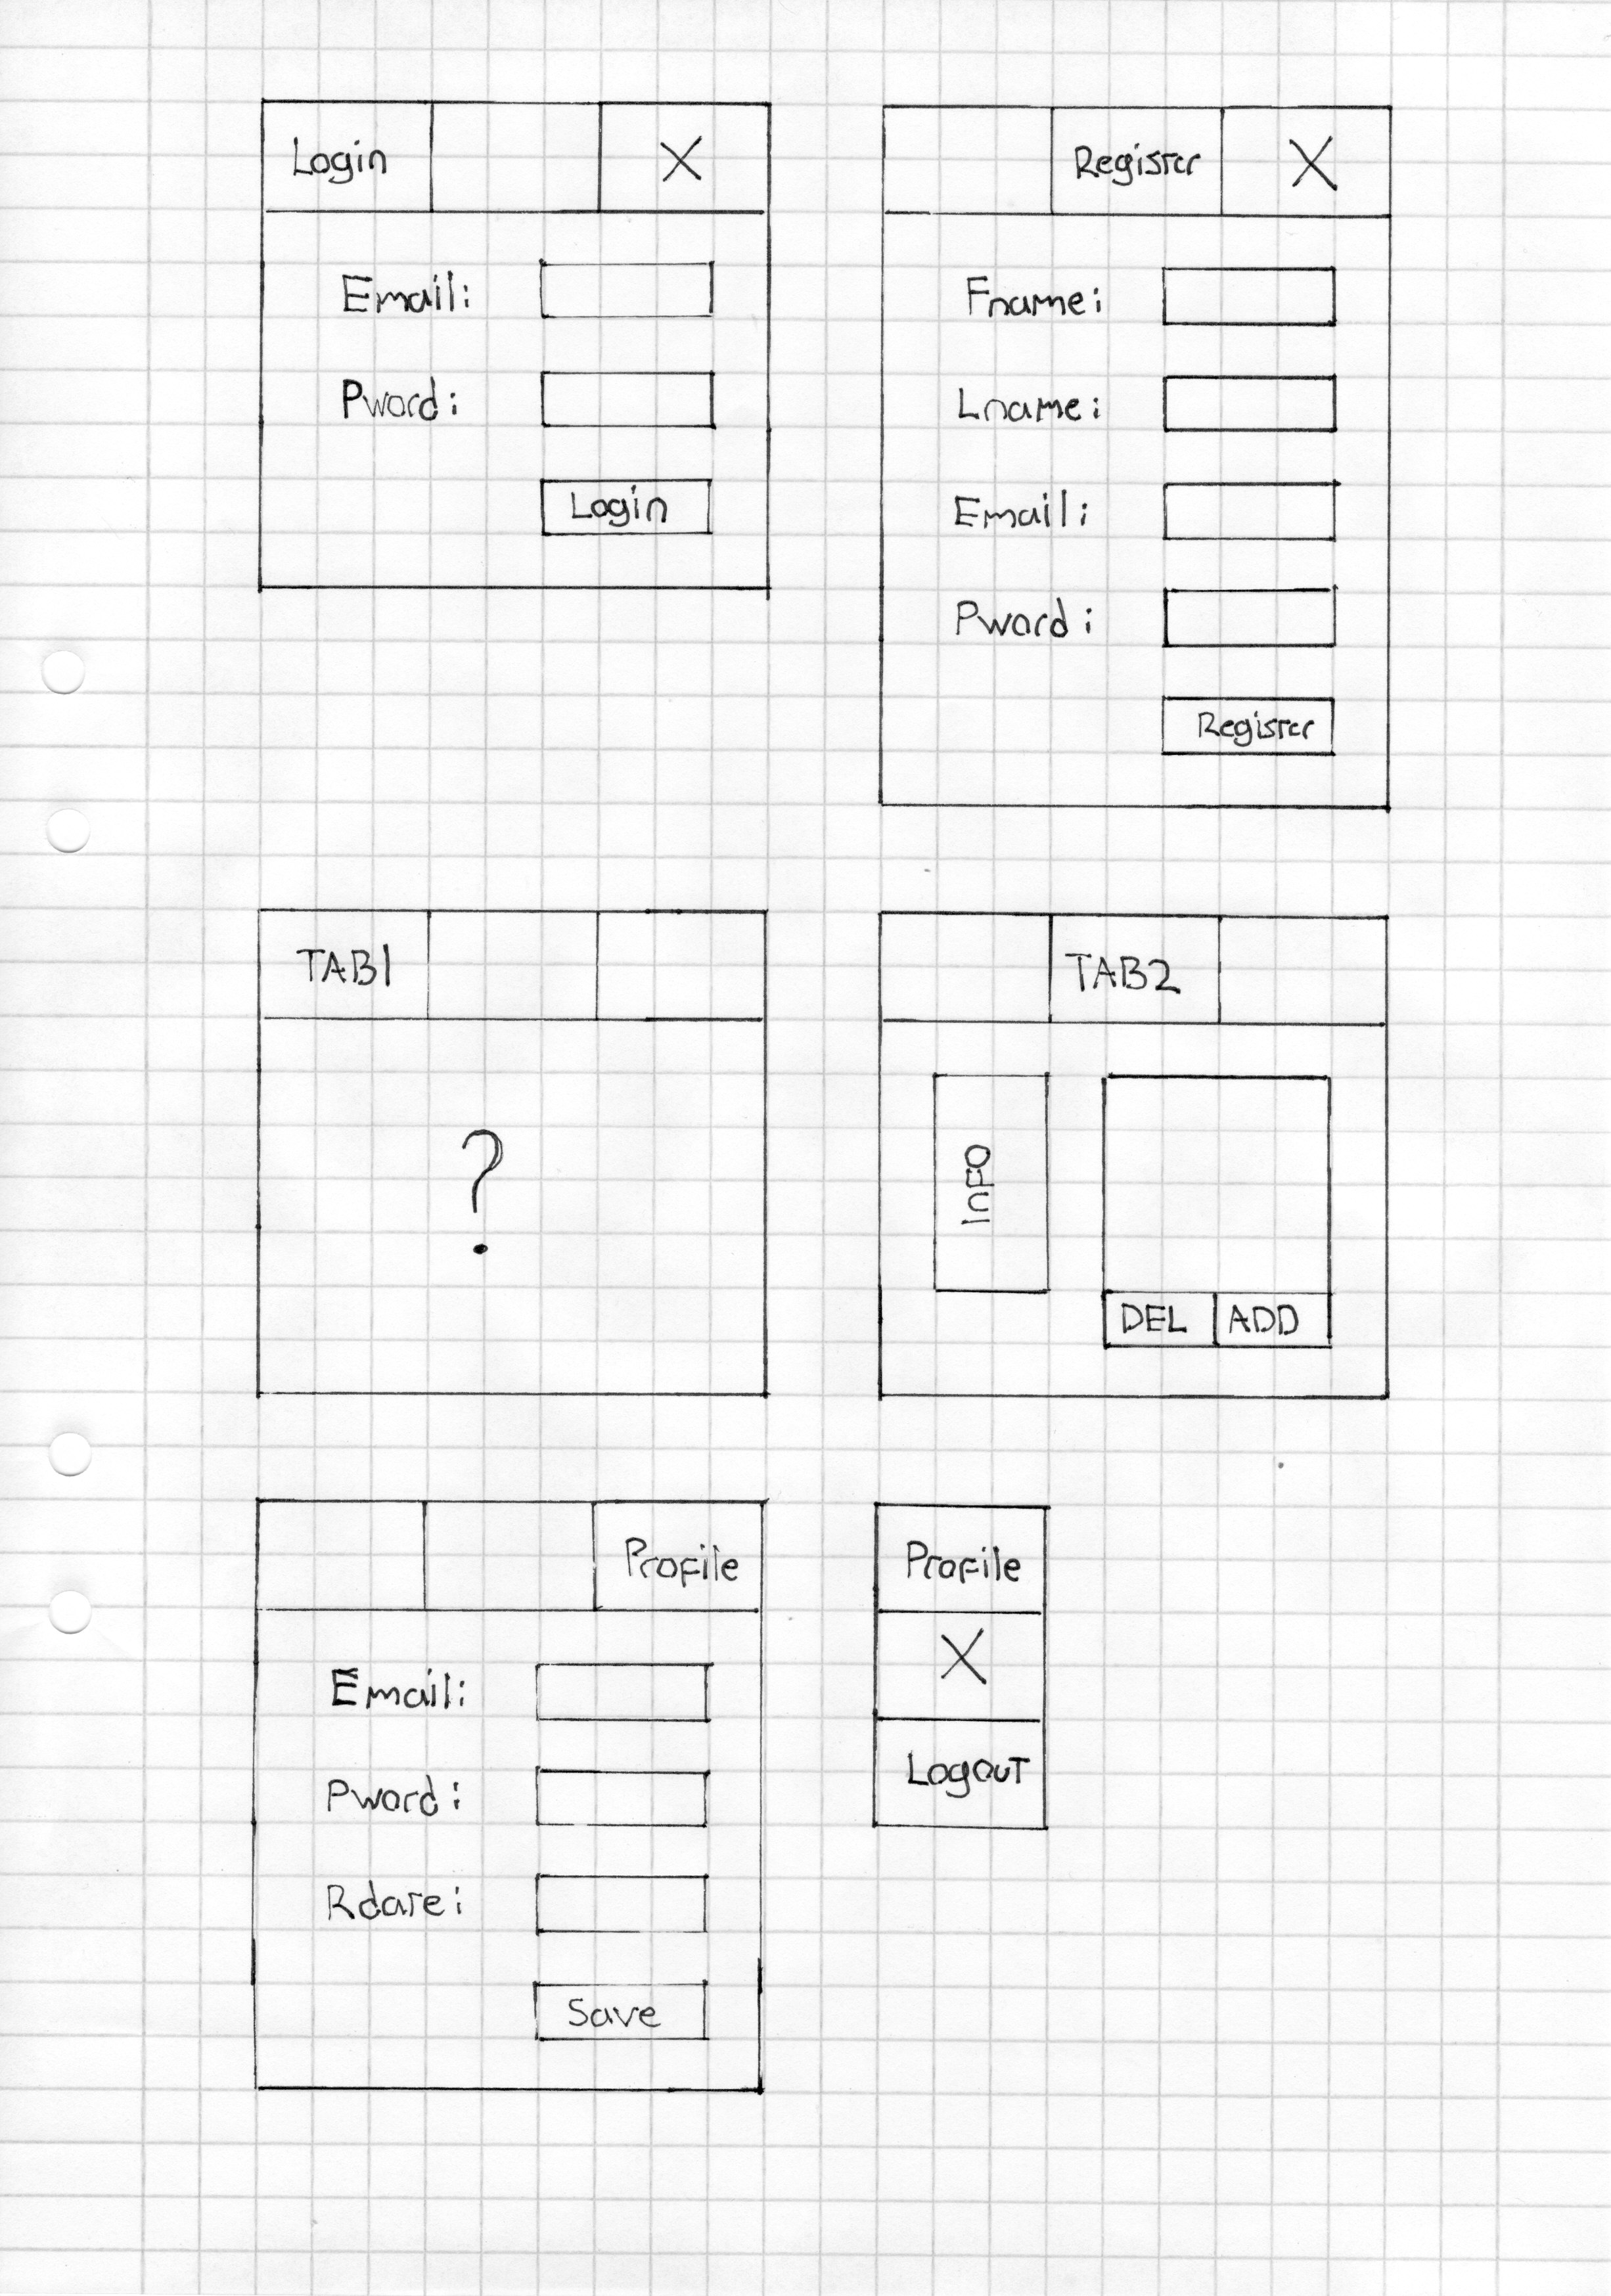 Login X
Email:
Pword:
Login
Register X
Fname:
Lname:
Email:
Pword:
Register
TAB1
?
TAB2
Info
DEL ADD
Profile
Email:
Pword:
Rdate:
Save
Profile
X
Logout